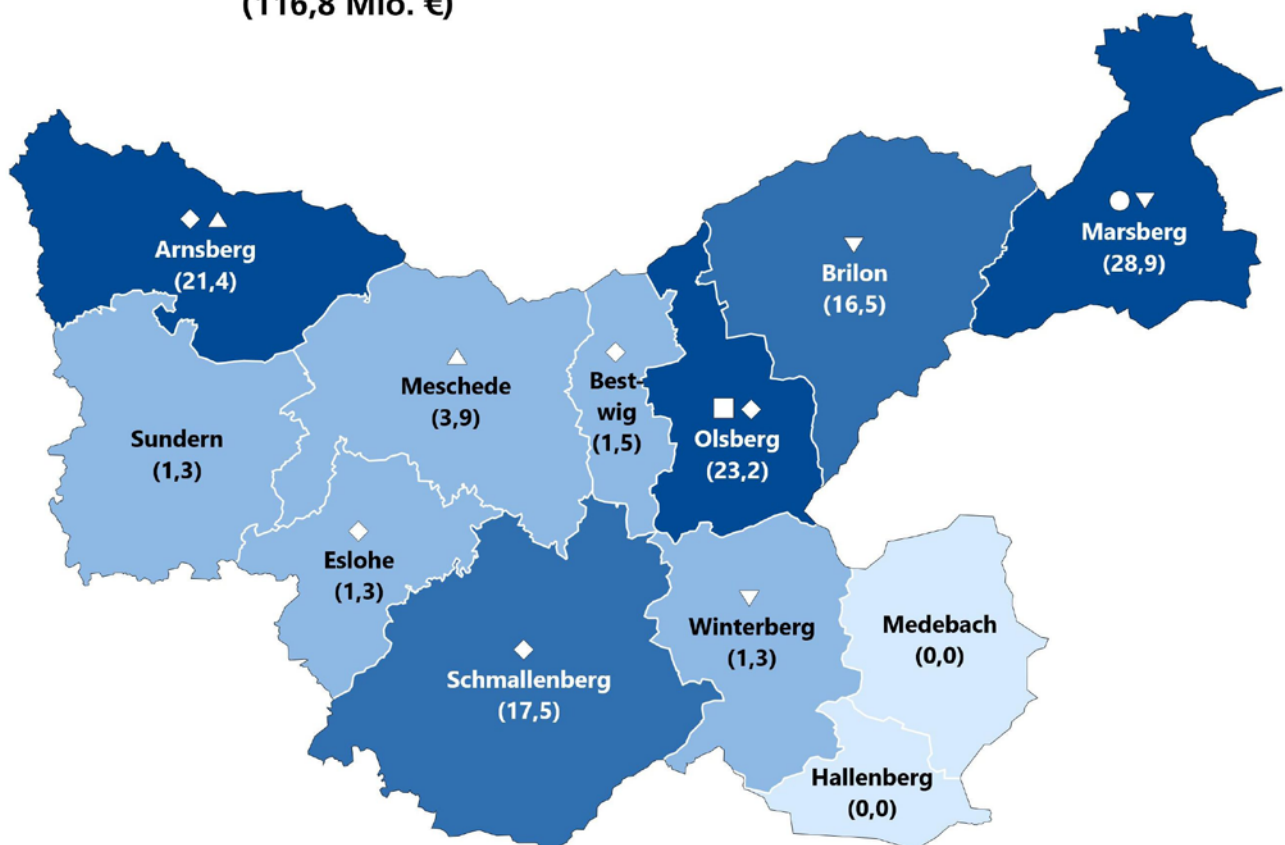 (116,8 Mio. €)
Marsberg
(28,9)
Arnsberg
(21,4)
Brilon
(16,5)
Meschede
(3,9)
Best-
wig
(1,5)
Sundern
(1,3)
Olsberg
(23,2)
Eslohe
(1,3)
Winterberg
(1,3)
Medebach
(0,0)
Schmallenberg
(17,5)
Hallenberg
(0,0)